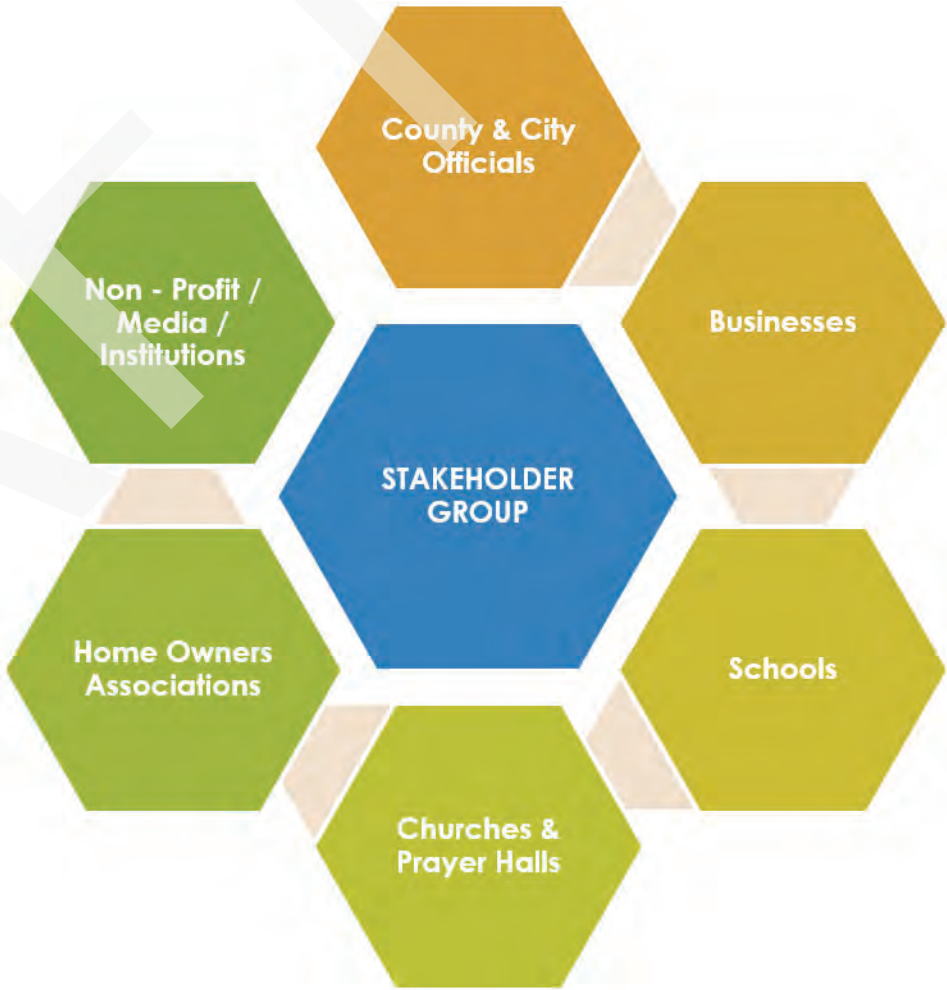 County & City
Officials
Businesses
Schools
Churches &
Prayer Halls
Home Owners
Associations
Non - Profit /
Media /
Institutions
STAKEHOLDER
GROUP